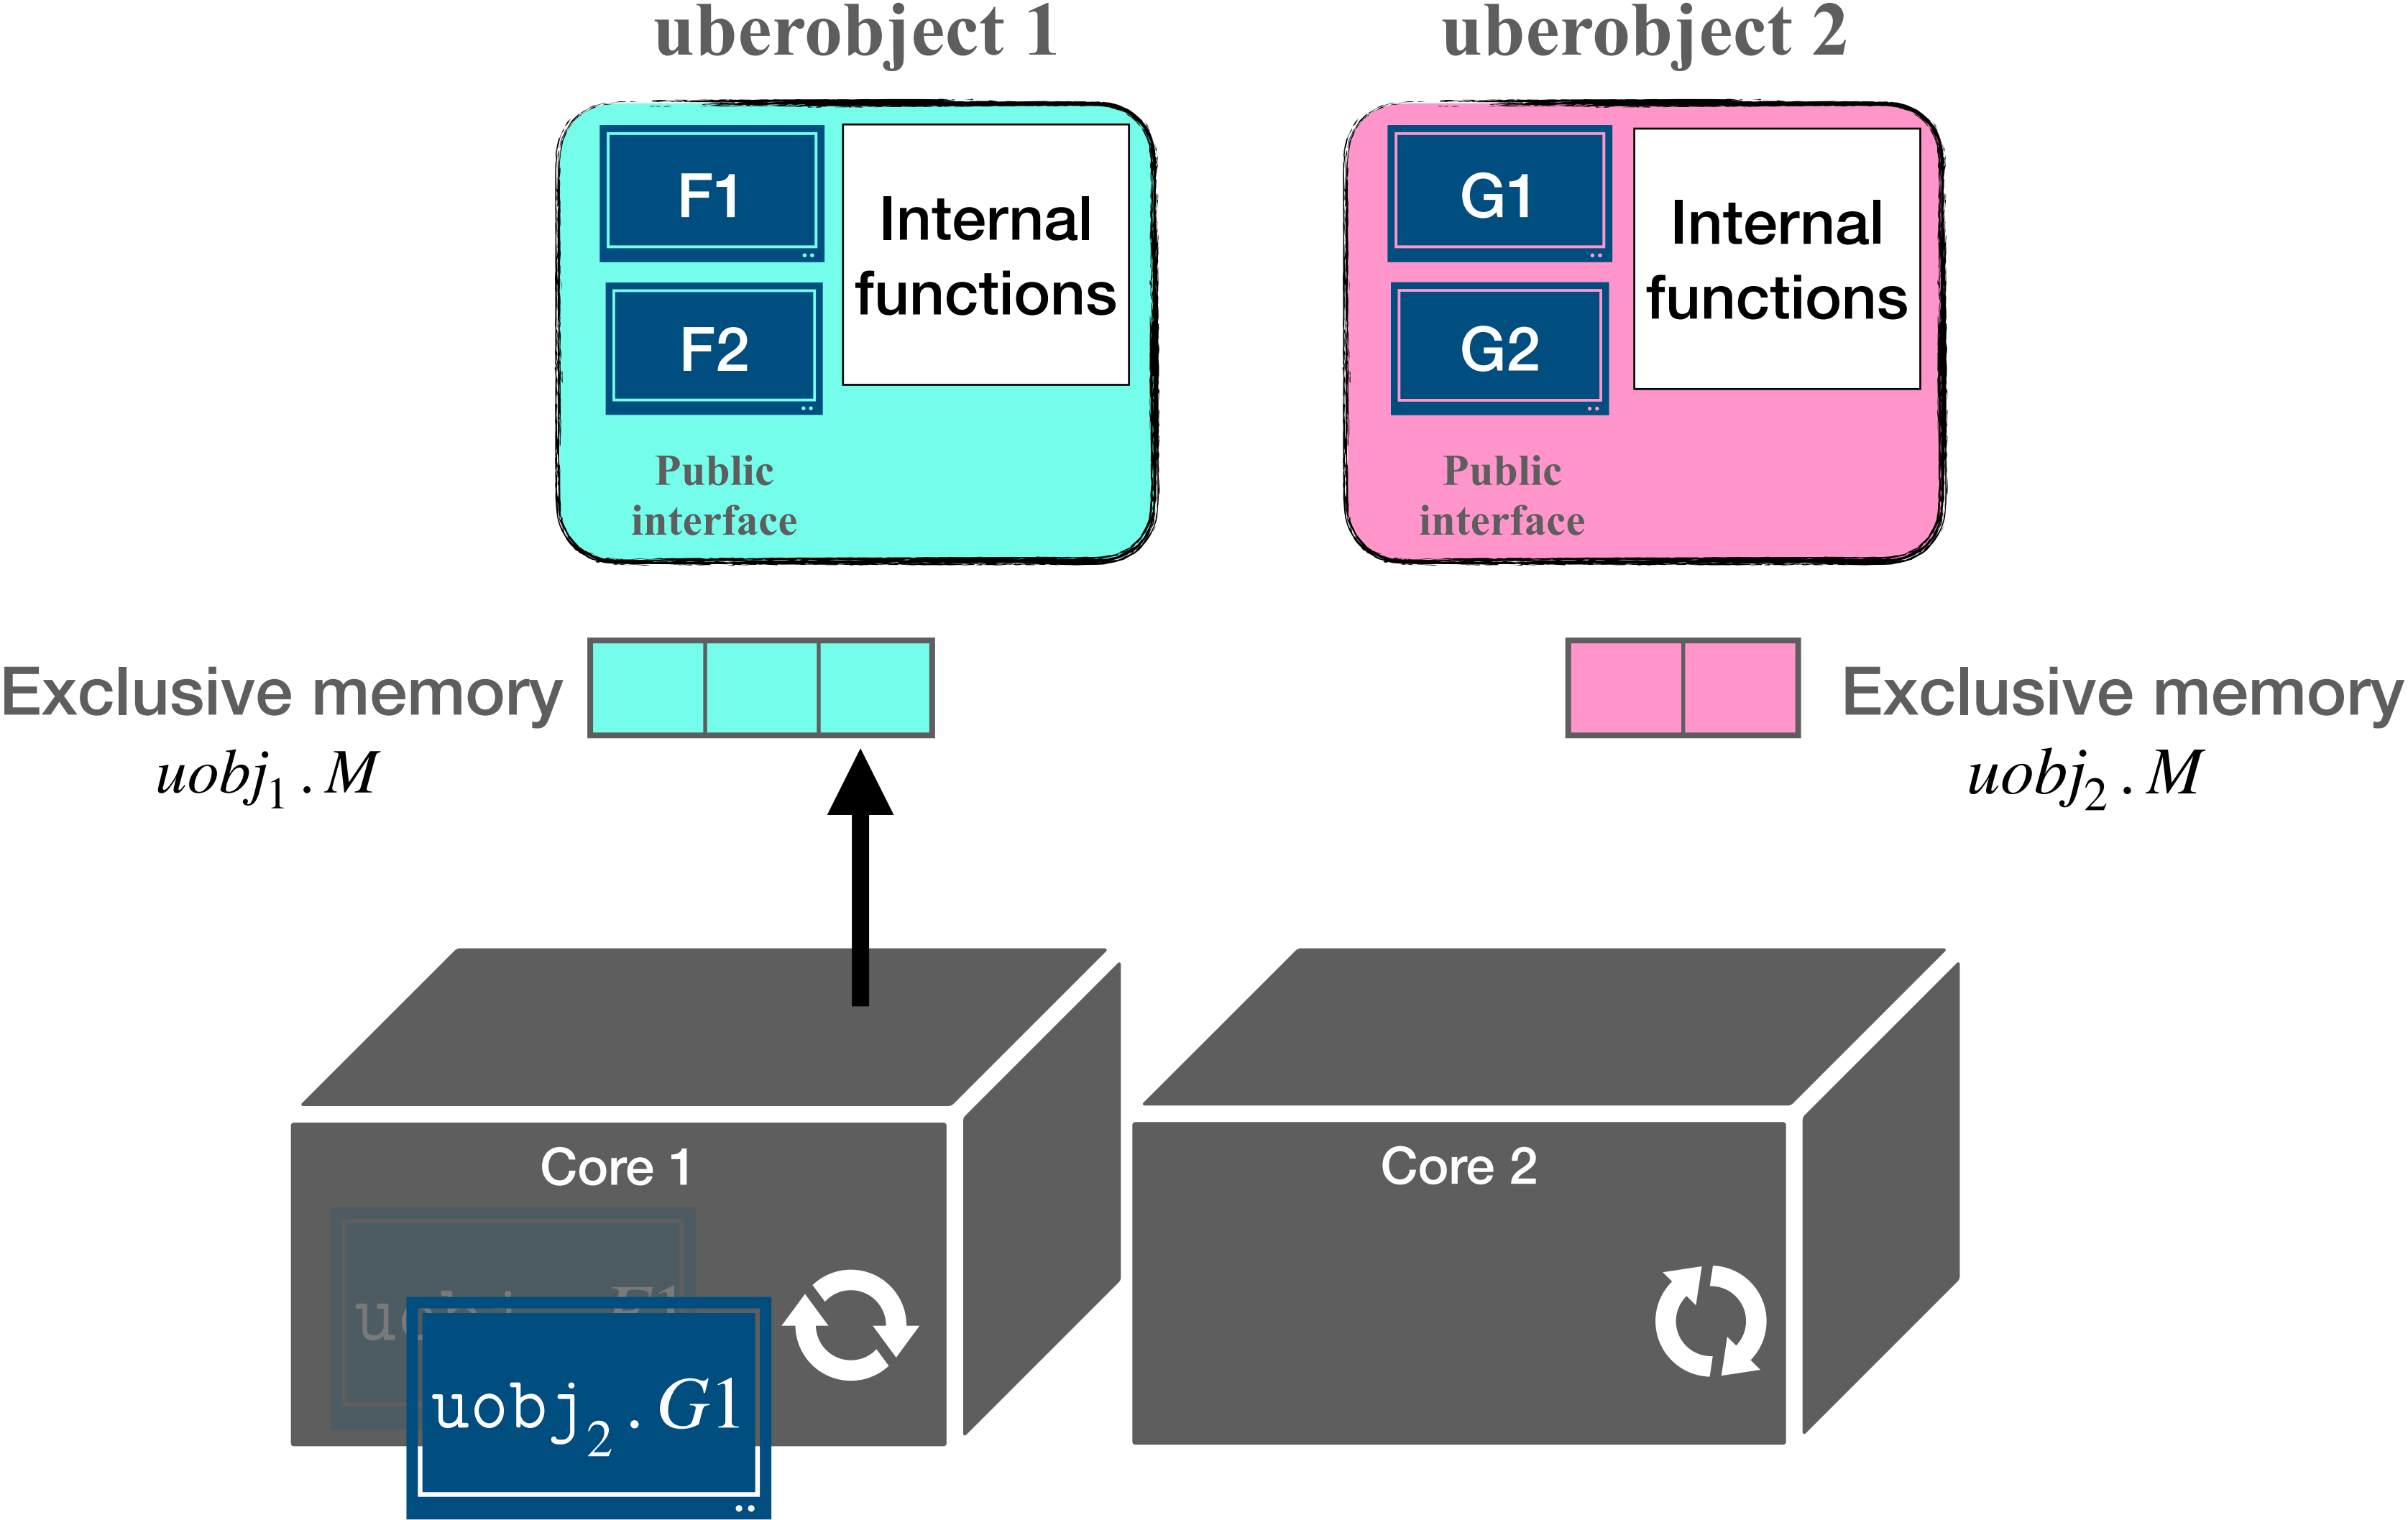 uberobject 1
uberobject 2
F1
Internal
functions
F2
Public
interface
G1
Internal
functions
G2
Public
interface
Exclusive memory
uobj₁ . M
Exclusive memory
uobj₂ . M
Core 1
Core 2
uobj₂ . G1